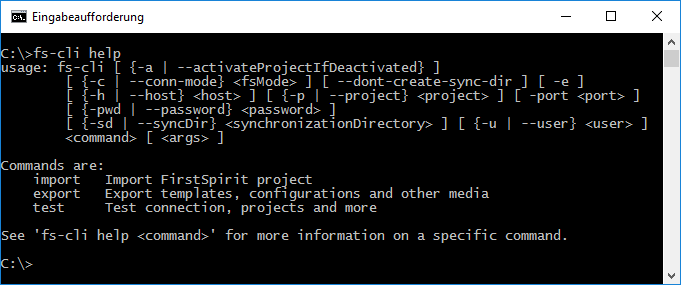 Eingabeaufforderung
C:\>fs-cli help
usage: fs-cli [ {-a | --activateProjectIfDeactivated} ]
        [ {-c | --conn-mode} <fsMode> ] [ --dont-create-sync-dir ] [ -e ]
        [ {-h | --host} <host> ] [ {-p | --project} <project> ] [ -port <port> ]
        [ {-pwd | --password} <password> ]
        [ {-sd | --syncDir} <synchronizationDirectory> ] [ {-u | --user} <user> ]
        <command> [ <args> ]
Commands are:
    import   Import FirstSpirit project
    export   Export templates, configurations and other media
    test     Test connection, projects and more
See 'fs-cli help <command>' for more information on a specific command.
C:\>